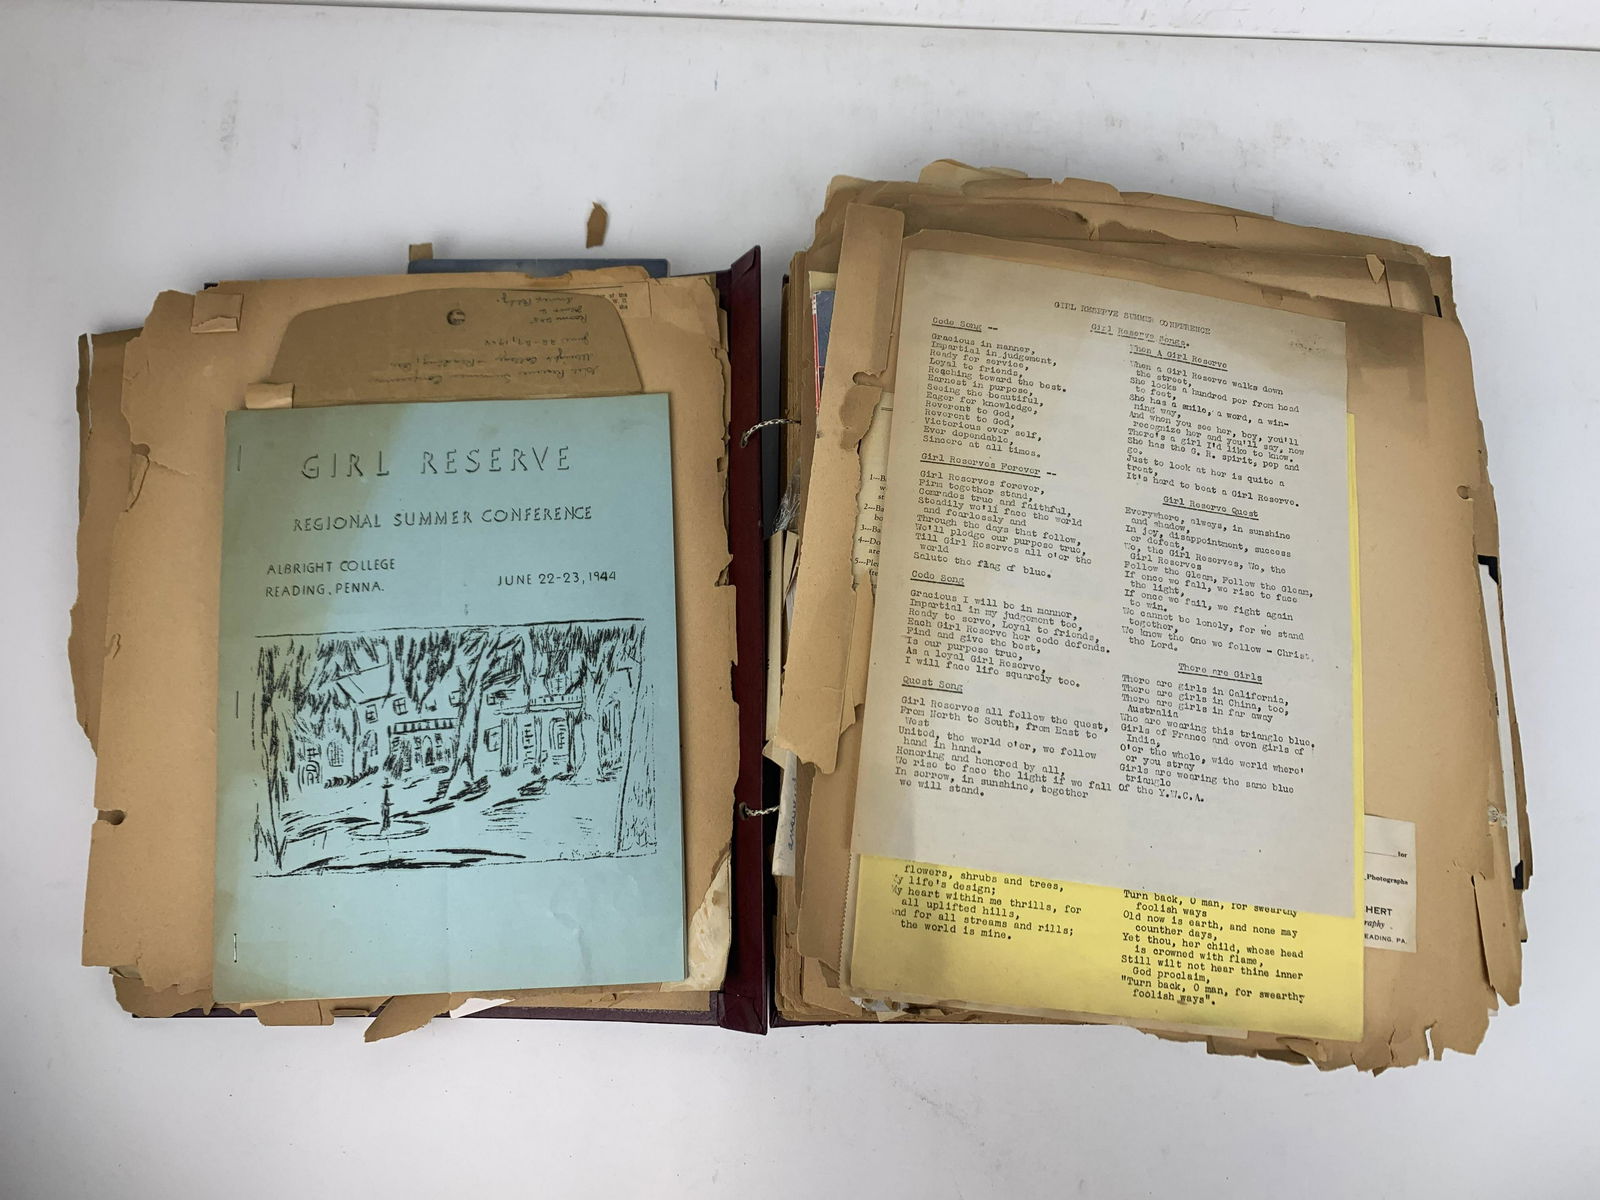 GIRL RESERVE
REGIONAL SUMMER CONFERENCE
ALBRIGHT COLLEGE
READING, PENNA.
JUNE 22-23, 1944
GIRL RESERVE SUMMER CONFERENCE
Girl Reserve Songs.
Code Song --
Gracious in manner,
Impartial in judgement,
Ready for service,
Loyal to friends,
Reaching toward the best.
Earnest in purpose,
Seeing the beautiful,
Eager for knowledge,
Reverent to God,
Victorious over self,
Ever dependable,
Sincere at all times.
Girl Reserves Forever --
Girl Reserves forever,
Firm together stand,
Comrades true and faithful,
Steadily we'll face the world
and fearlessly and
Through the days that follow,
We'll pledge our purpose true,
Till Girl Reserves all o'er the
world
Salute the flag of blue.
Code Song
Gracious I will be in manner,
Impartial in my judgement too,
Ready to serve, Loyal to friends,
Each Girl Reserve her code defends.
Find and give the best,
Is our purpose true,
As a loyal Girl Reserve,
I will face life squarely too.
Quest Song
Girl Reserves all follow the quest,
From North to South, from East to
West
United, the world o'er, we follow
hand in hand.
Honoring and honored by all,
We rise to face the light if we fall
In sorrow, in sunshine, together
we will stand.
When A Girl Reserve
When a Girl Reserve walks down
the street,
She looks a hundred per from head
to foot,
She has a smile, a word, a win-
ning way,
And when you see her, boy, you'll
recognize her and you'll say, now
There's a girl I'd like to know.
She has the G. R. spirit, pep and
go.
Just to look at her is quite a
treat,
It's hard to beat a Girl Reserve.
Girl Reserve Quest
Everywhere, always, in sunshine
and shadow,
In joy, disappointment, success
or defeat,
We, the Girl Reserves, We, the
Girl Reserves
Follow the Gleam, Follow the Gleam,
If once we fall, we rise to face
the light,
If once we fail, we fight again
to win.
We cannot be lonely, for we stand
together,
We know the One we follow - Christ,
the Lord.
There are Girls
There are girls in California,
There are girls in China, too,
There are girls in far away
Australia
Who are wearing this triangle blue.
Girls of France and even girls of
India,
O'er the whole, wide world where'
or you stray
Girls are wearing the same blue
triangle
Of the Y.W.C.A.
flowers, shrubs and trees,
My life's design;
My heart within me thrills, for
all uplifted hills,
And for all streams and rills;
the world is mine.
Turn back, O man, for swearthy
foolish ways
Old now is earth, and none may
counther days,
Yet thou, her child, whose head
is crowned with flame,
Still wilt not hear thine inner
God proclaim,
"Turn back, O man, for swearthy
foolish ways".
for
Photographs
HERT
raphy
EADING, PA.